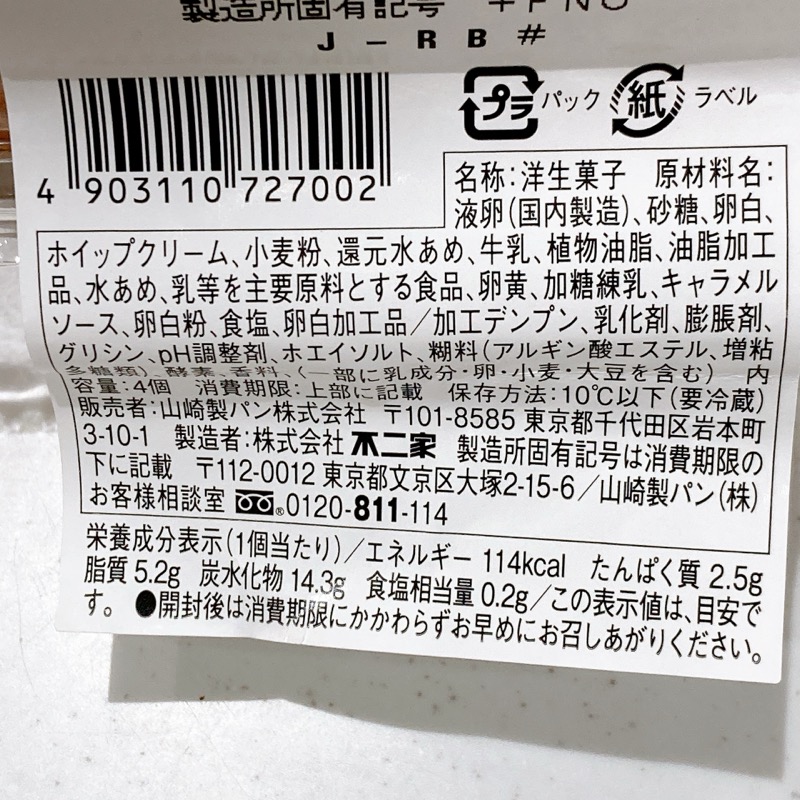 製造所固有記号 +FNC
J-RB#
プラ パック 紙 ラベル
4 903110 727002
名称:洋生菓子 原材料名:
液卵(国内製造)、砂糖、卵白、
ホイップクリーム、小麦粉、還元水あめ、牛乳、植物油脂、油脂加工
品、水あめ、乳等を主要原料とする食品、卵黄、加糖練乳、キャラメル
ソース、卵白粉、食塩、卵白加工品/加工デンプン、乳化剤、膨脹剤、
グリシン、pH調整剤、ホエイソルト、糊料(アルギン酸エステル、増粘
多糖類)、酵素、香料、(一部に乳成分・卵・小麦・大豆を含む) 内
容量:4個 消費期限:上部に記載 保存方法:10℃以下(要冷蔵)
販売者:山崎製パン株式会社 〒101-8585 東京都千代田区岩本町
3-10-1 製造者:株式会社 不二家 製造所固有記号は消費期限の
下に記載 〒112-0012 東京都文京区大塚2-15-6/山崎製パン(株)
お客様相談室 ®0120-811-114
栄養成分表示(1個当たり)/エネルギー 114kcal たんぱく質 2.5g
脂質 5.2g 炭水化物 14.3g 食塩相当量 0.2g/この表示値は、目安で
す。 ●開封後は消費期限にかかわらずお早めにお召しあがりください。